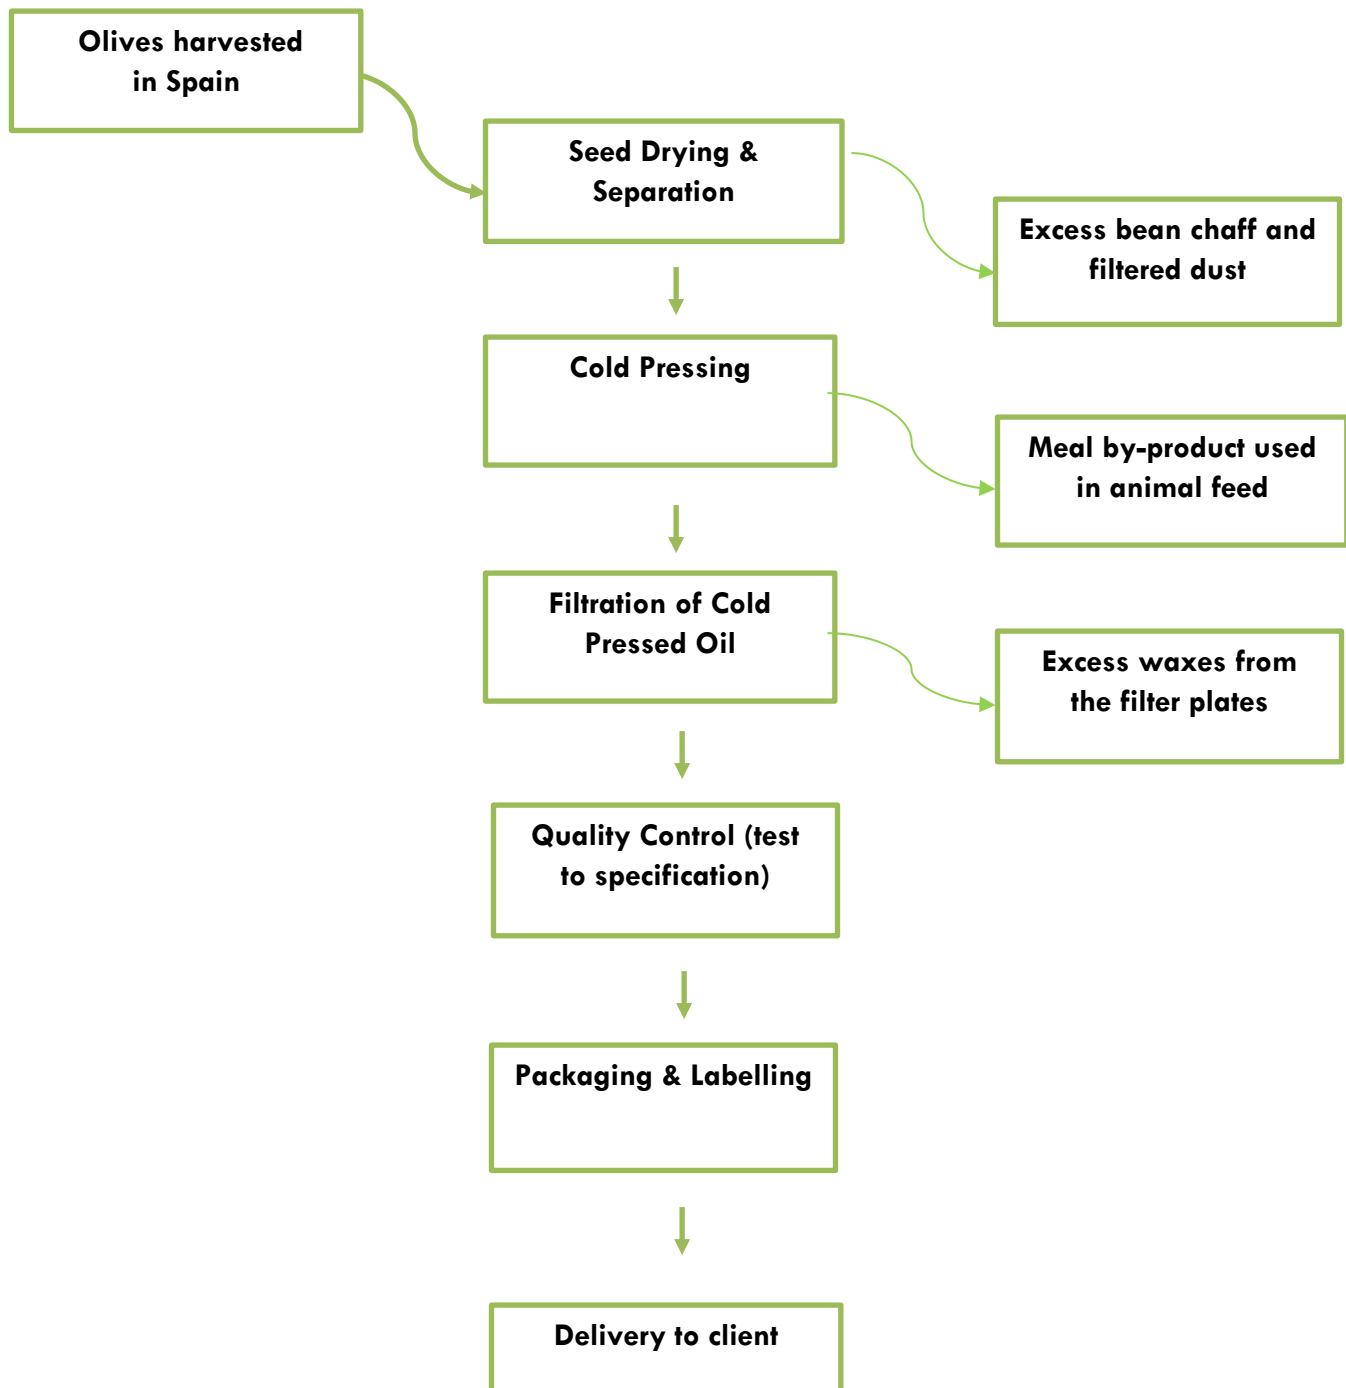 Olives harvested
in Spain
Seed Drying &
Separation
Excess bean chaff and
filtered dust
Cold Pressing
Meal by-product used
in animal feed
Filtration of Cold
Pressed Oil
Excess waxes from
the filter plates
Quality Control (test
to specification)
Packaging & Labelling
Delivery to client